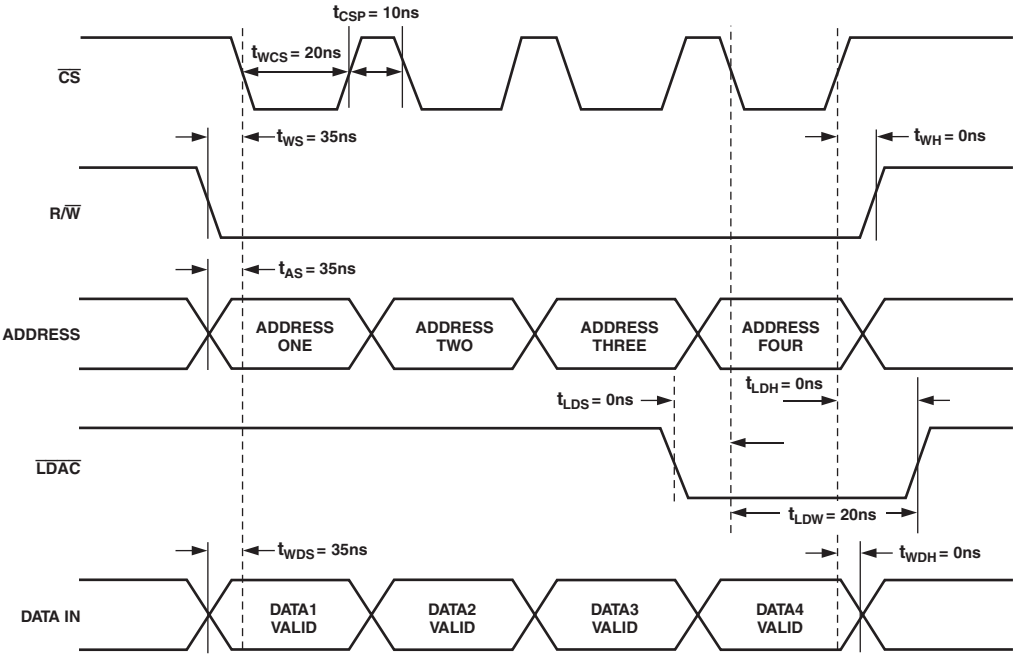 tCSP = 10ns
tWCS = 20ns
CS
tWS = 35ns
tWH = 0ns
R/W
tAS = 35ns
ADDRESS
ADDRESS ONE
ADDRESS TWO
ADDRESS THREE
ADDRESS FOUR
tLDS = 0ns
tLDH = 0ns
LDAC
tLDW = 20ns
tWDS = 35ns
tWDH = 0ns
DATA IN
DATA1 VALID
DATA2 VALID
DATA3 VALID
DATA4 VALID